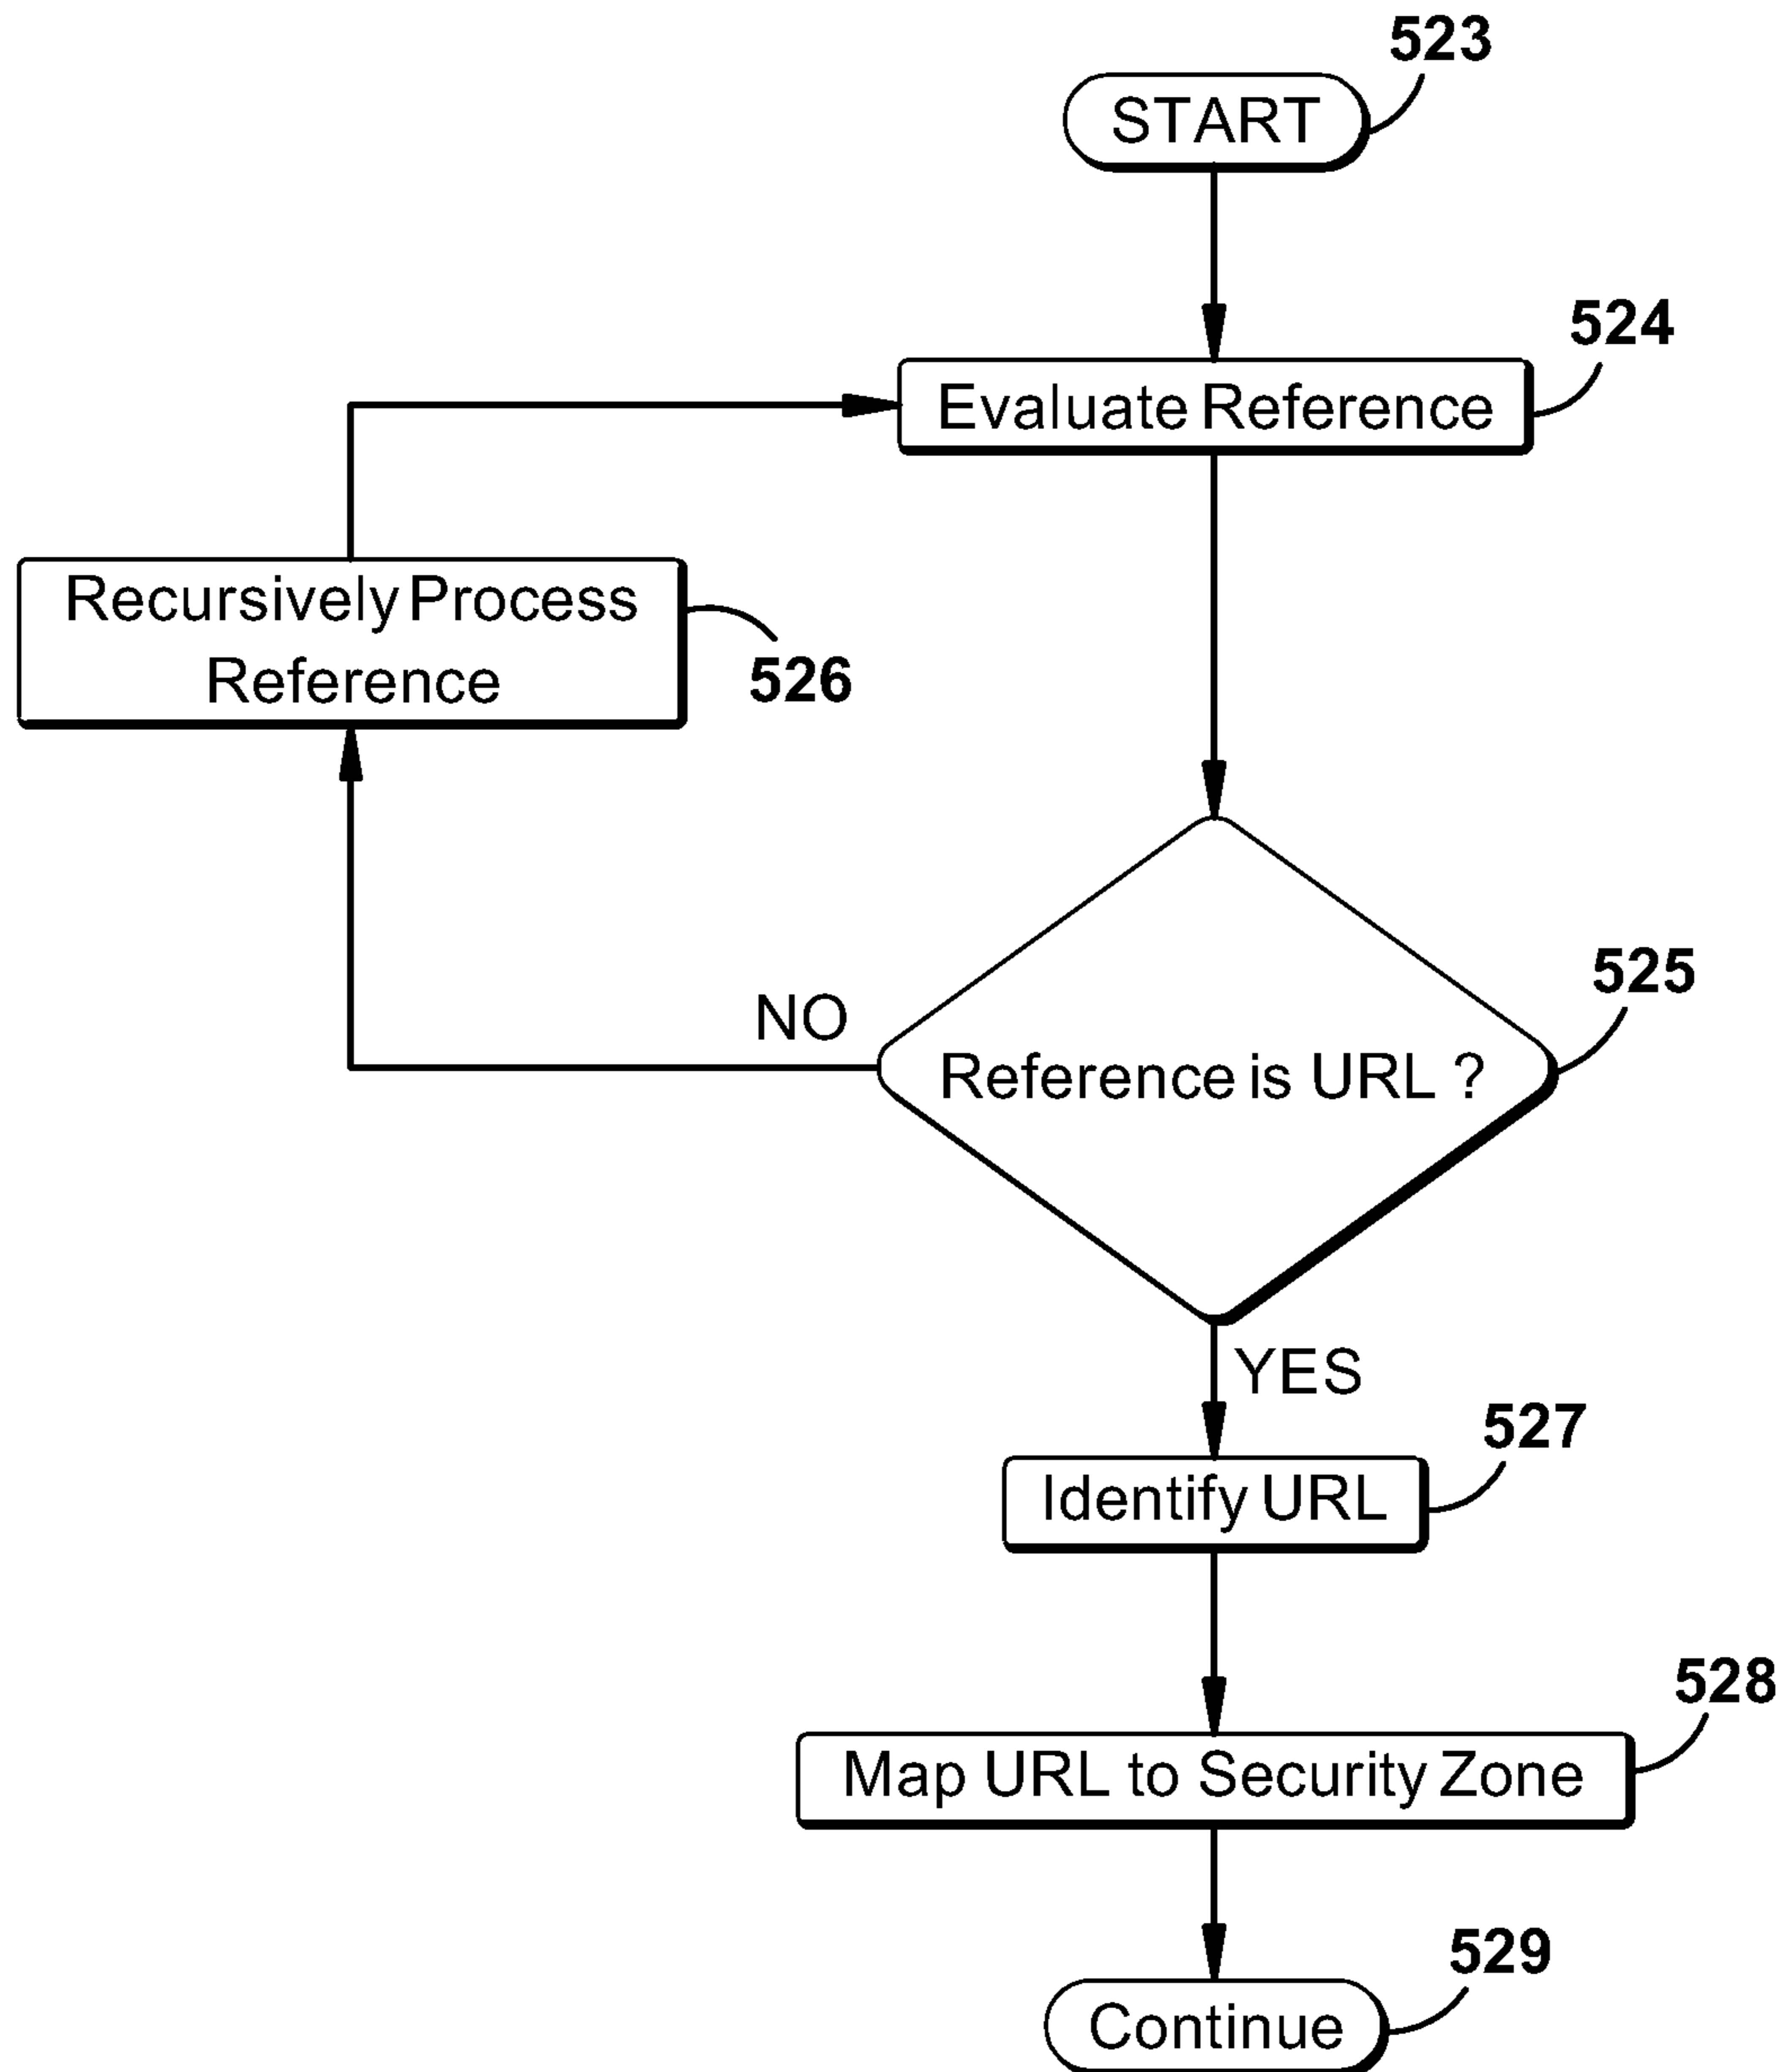 523
START
524
Evaluate Reference
Recursively Process
Reference
526
525
NO
Reference is URL ?
YES
527
Identify URL
528
Map URL to Security Zone
529
Continue